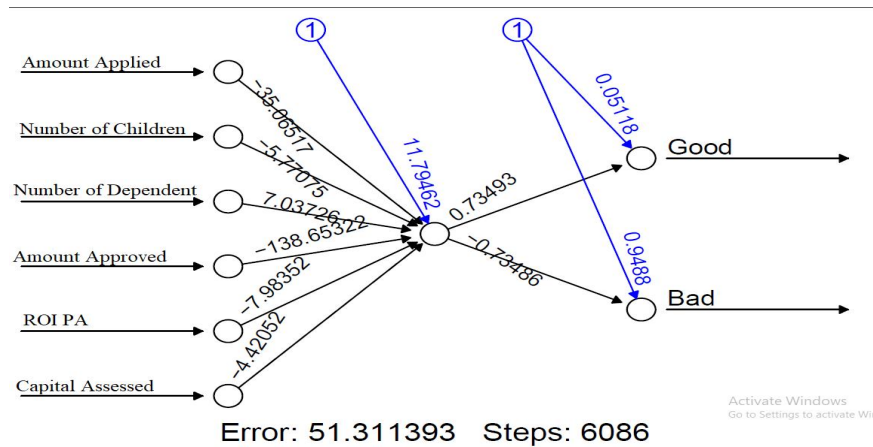 1
1
Amount Applied
−35.06517
Number of Children
−5.77075
Number of Dependent
7.03726
Amount Approved
−138.65322
ROI PA
−7.98352
Capital Assessed
−4.42052
11.79462
0.05118
0.73493
Good
−0.73486
0.9488
Bad
Activate Windows
Go to Settings to activate Wi
Error: 51.311393 Steps: 6086